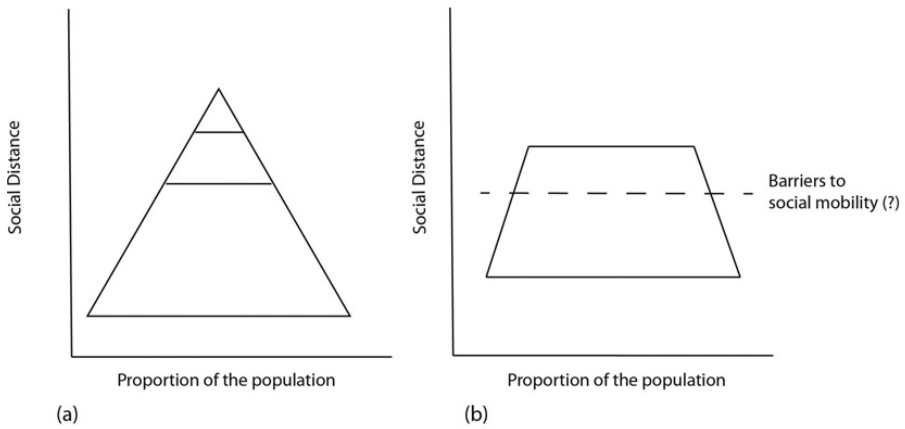 Social Distance
Proportion of the population
(a)
Social Distance
Barriers to
social mobility (?)
Proportion of the population
(b)